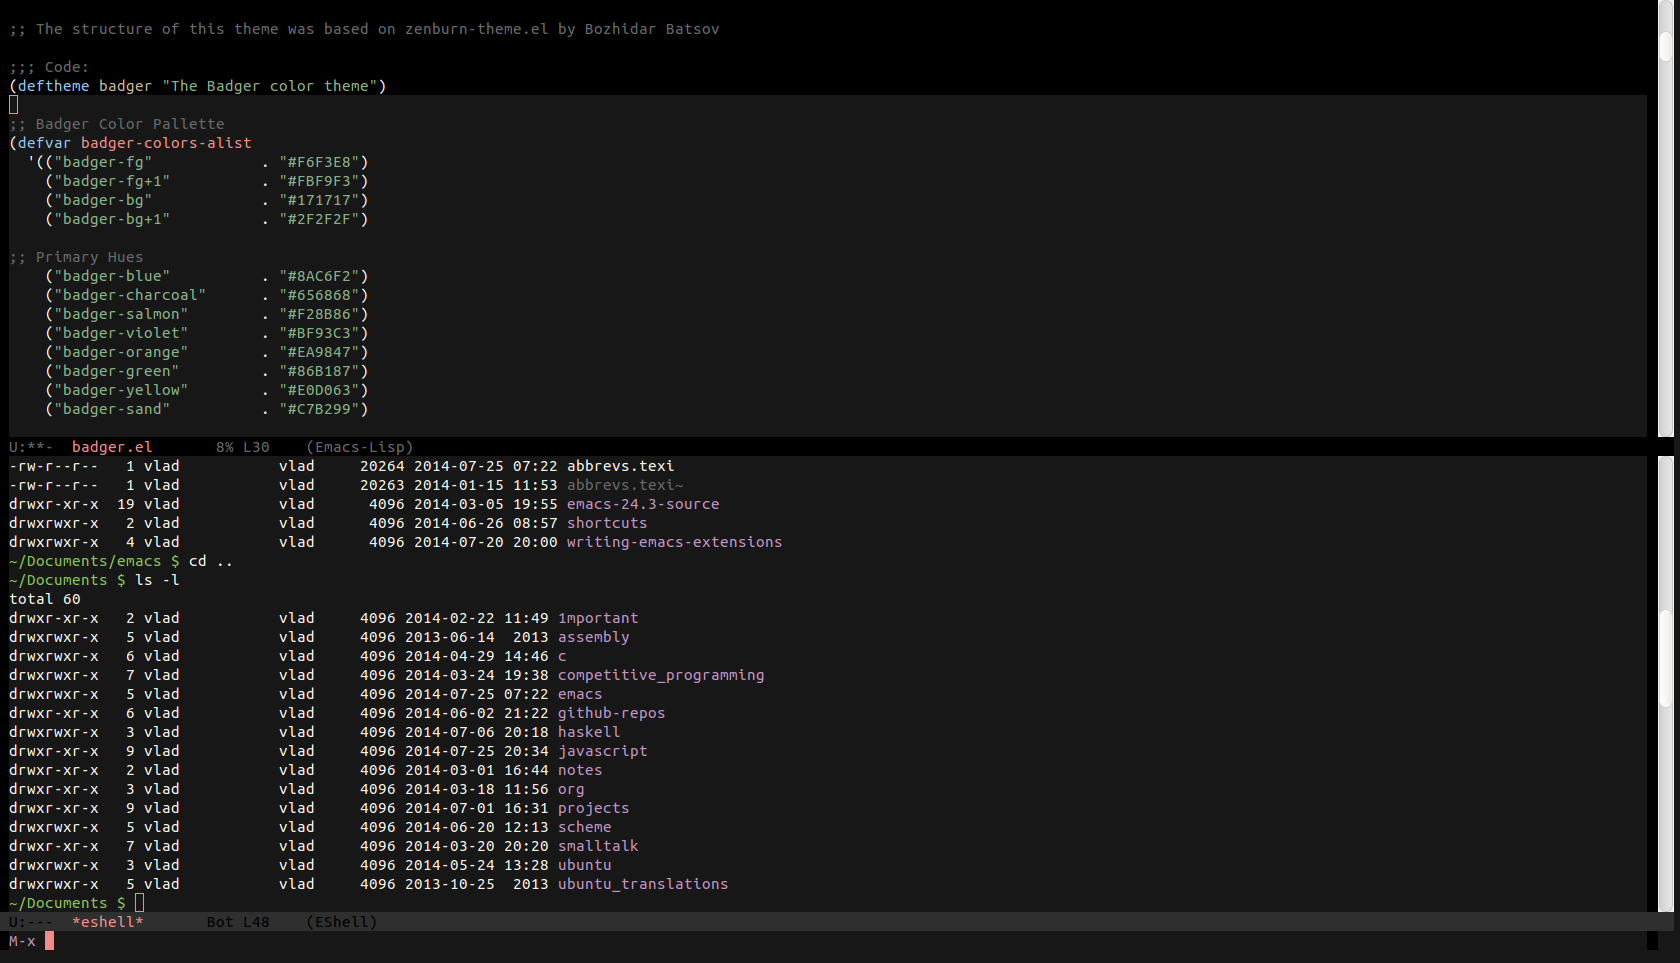 ;; The structure of this theme was based on zenburn-theme.el by Bozhidar Batsov
;;; Code:
(deftheme badger "The Badger color theme")
;; Badger Color Pallette
(defvar badger-colors-alist
  '(("badger-fg"            . "#F6F3E8")
    ("badger-fg+1"          . "#FBF9F3")
    ("badger-bg"            . "#171717")
    ("badger-bg+1"          . "#2F2F2F")
;; Primary Hues
    ("badger-blue"          . "#8AC6F2")
    ("badger-charcoal"      . "#656868")
    ("badger-salmon"        . "#F28B86")
    ("badger-violet"        . "#BF93C3")
    ("badger-orange"        . "#EA9847")
    ("badger-green"         . "#86B187")
    ("badger-yellow"        . "#E0D063")
    ("badger-sand"          . "#C7B299")
U:**-  badger.el       8% L30    (Emacs-Lisp)
-rw-r--r--   1 vlad           vlad     20264 2014-07-25 07:22 abbrevs.texi
-rw-r--r--   1 vlad           vlad     20263 2014-01-15 11:53 abbrevs.texi~
drwxr-xr-x  19 vlad           vlad      4096 2014-03-05 19:55 emacs-24.3-source
drwxrwxr-x   2 vlad           vlad      4096 2014-06-26 08:57 shortcuts
drwxrwxr-x   4 vlad           vlad      4096 2014-07-20 20:00 writing-emacs-extensions
~/Documents/emacs $ cd ..
~/Documents $ ls -l
total 60
drwxr-xr-x   2 vlad           vlad     4096 2014-02-22 11:49 1mportant
drwxrwxr-x   5 vlad           vlad     4096 2013-06-14  2013 assembly
drwxrwxr-x   6 vlad           vlad     4096 2014-04-29 14:46 c
drwxrwxr-x   7 vlad           vlad     4096 2014-03-24 19:38 competitive_programming
drwxrwxr-x   5 vlad           vlad     4096 2014-07-25 07:22 emacs
drwxr-xr-x   6 vlad           vlad     4096 2014-06-02 21:22 github-repos
drwxrwxr-x   3 vlad           vlad     4096 2014-07-06 20:18 haskell
drwxr-xr-x   9 vlad           vlad     4096 2014-07-25 20:34 javascript
drwxr-xr-x   2 vlad           vlad     4096 2014-03-01 16:44 notes
drwxr-xr-x   3 vlad           vlad     4096 2014-03-18 11:56 org
drwxrwxr-x   9 vlad           vlad     4096 2014-07-01 16:31 projects
drwxrwxr-x   5 vlad           vlad     4096 2014-06-20 12:13 scheme
drwxr-xr-x   7 vlad           vlad     4096 2014-03-20 20:20 smalltalk
drwxrwxr-x   3 vlad           vlad     4096 2014-05-24 13:28 ubuntu
drwxrwxr-x   5 vlad           vlad     4096 2013-10-25  2013 ubuntu_translations
~/Documents $
U:---  *eshell*       Bot L48    (EShell)
M-x